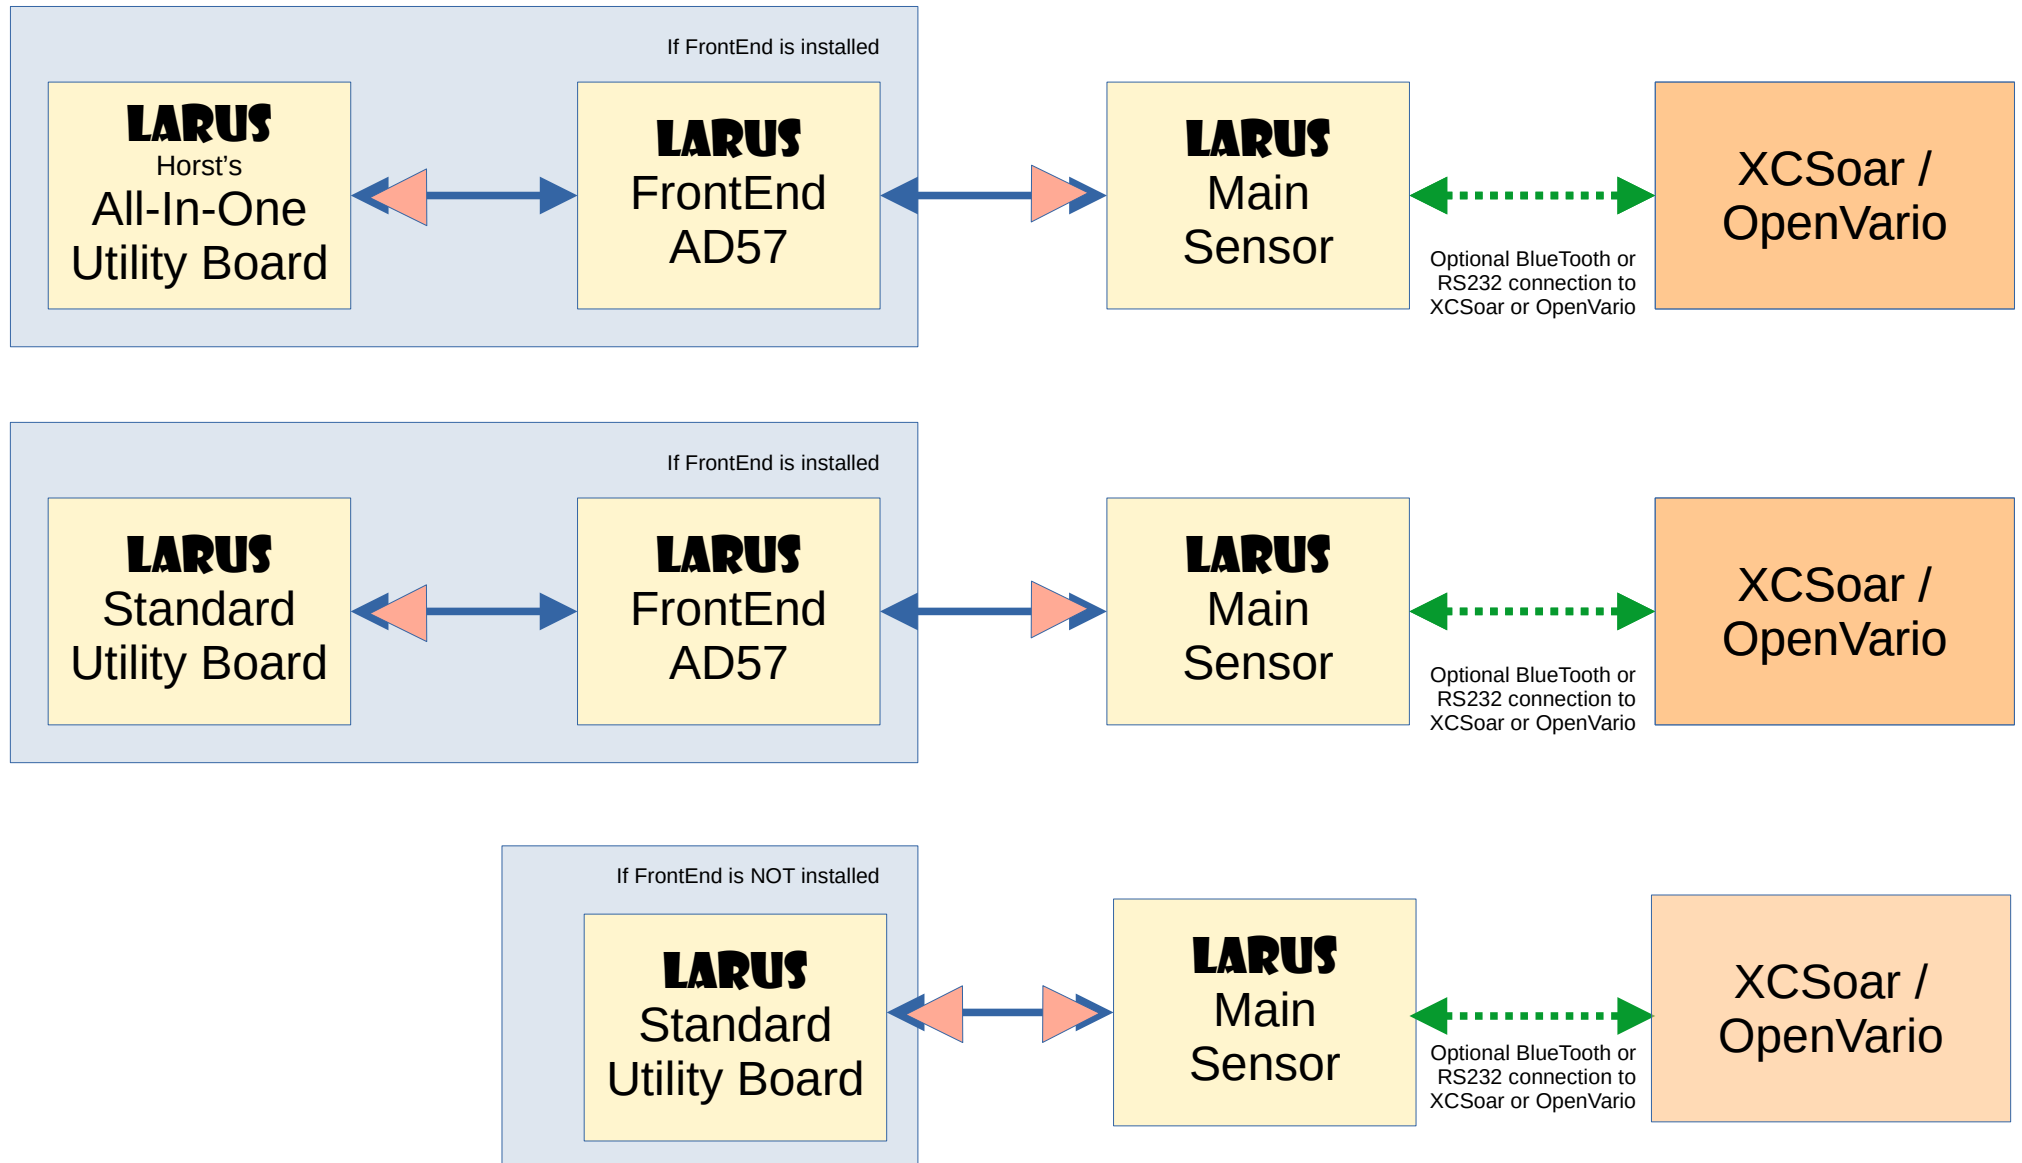 If FrontEnd is installed
LARUS
Horst’s
All-In-One
Utility Board
LARUS
FrontEnd
AD57
LARUS
Main
Sensor
Optional BlueTooth or
RS232 connection to
XCSoar or OpenVario
XCSoar /
OpenVario
If FrontEnd is installed
LARUS
Standard
Utility Board
LARUS
FrontEnd
AD57
LARUS
Main
Sensor
Optional BlueTooth or
RS232 connection to
XCSoar or OpenVario
XCSoar /
OpenVario
If FrontEnd is NOT installed
LARUS
Standard
Utility Board
LARUS
Main
Sensor
Optional BlueTooth or
RS232 connection to
XCSoar or OpenVario
XCSoar /
OpenVario